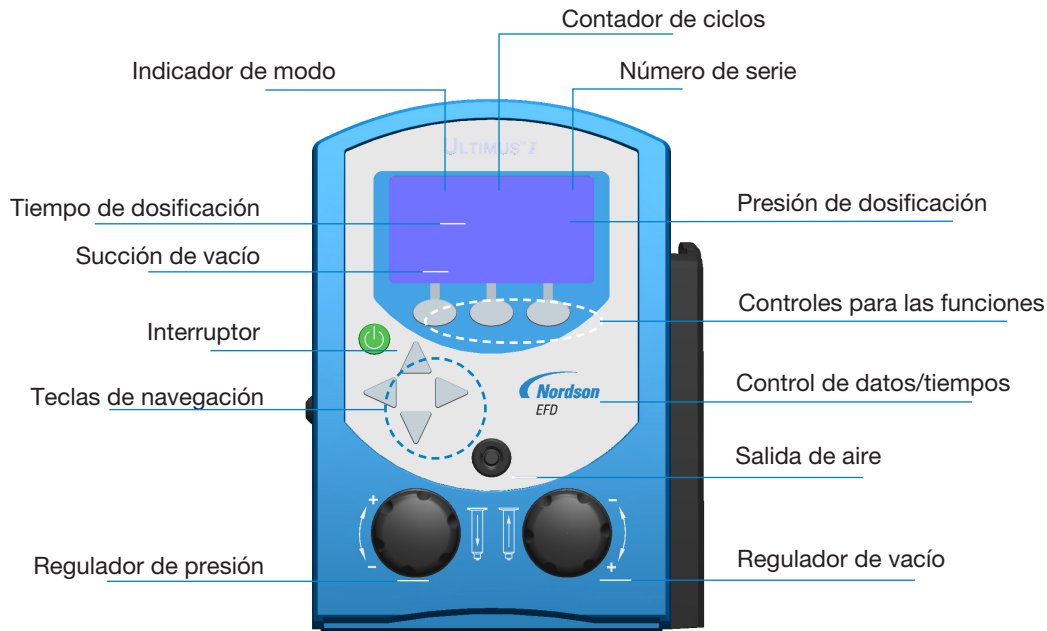 Contador de ciclos
Indicador de modo
Número de serie
ULTIMUS™ I
Tiempo de dosificación
Presión de dosificación
Succión de vacío
Controles para las funciones
Interruptor
Teclas de navegación
Control de datos/tiempos
Nordson
EFD
Salida de aire
+
-
-
+
Regulador de presión
Regulador de vacío